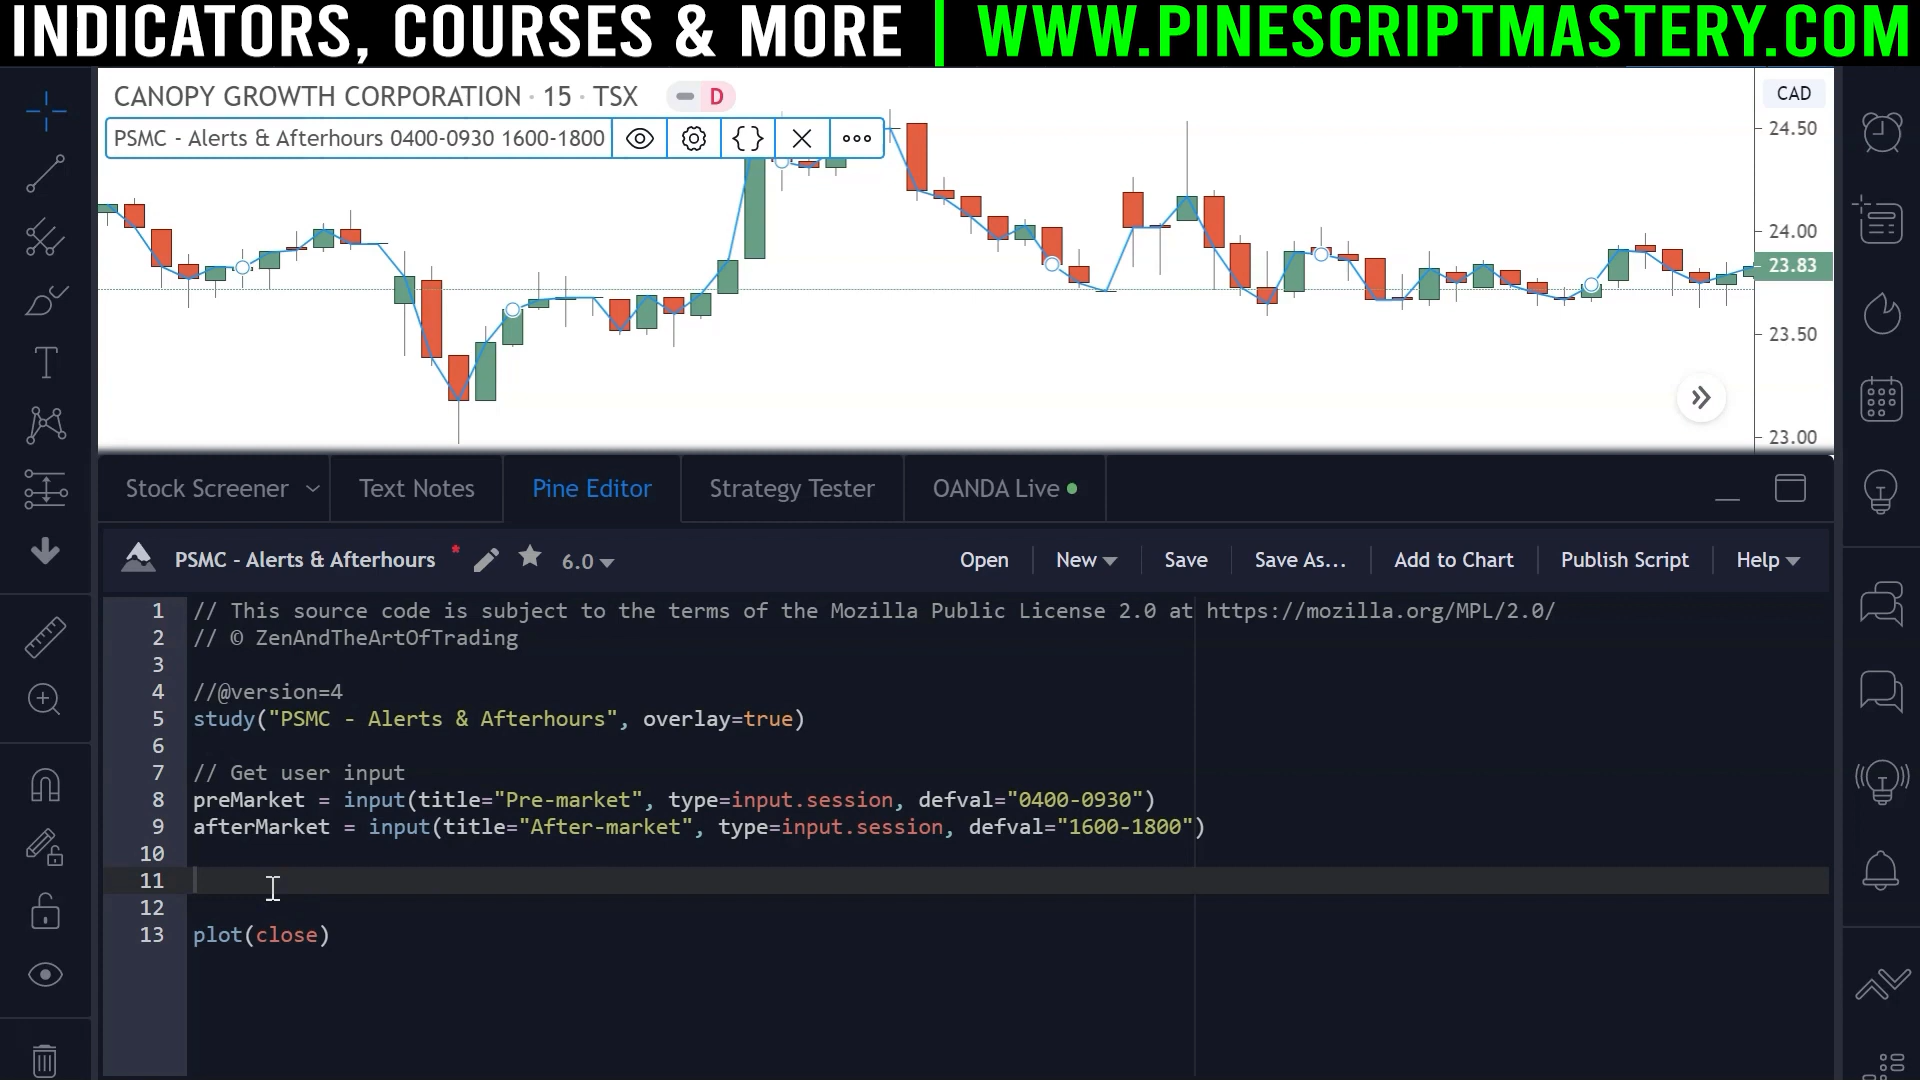 INDICATORS, COURSES & MORE | WWW.PINESCRIPTMASTERY.COM
CANOPY GROWTH CORPORATION · 15 · TSX D
CAD
PSMC - Alerts & Afterhours 0400-0930 1600-1800
24.50
24.00
23.83
23.50
23.00
Stock Screener Text Notes Pine Editor Strategy Tester OANDA Live
PSMC - Alerts & Afterhours * 6.0 Open New Save Save As... Add to Chart Publish Script Help
1 // This source code is subject to the terms of the Mozilla Public License 2.0 at https://mozilla.org/MPL/2.0/
2 // © ZenAndTheArtOfTrading
3
4 //@version=4
5 study("PSMC - Alerts & Afterhours", overlay=true)
6
7 // Get user input
8 preMarket = input(title="Pre-market", type=input.session, defval="0400-0930")
9 afterMarket = input(title="After-market", type=input.session, defval="1600-1800")
10
11
12
13 plot(close)